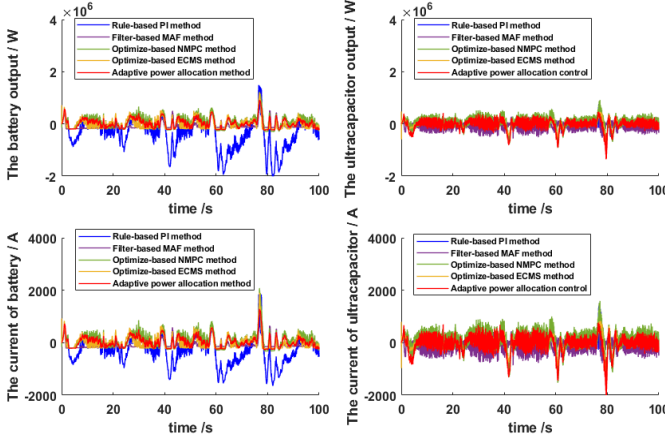 4
×10⁶
The battery output / W
Rule-based PI method
Filter-based MAF method
Optimize-based NMPC method
Optimize-based ECMS method
Adaptive power allocation method
2
0
-2
0 20 40 60 80 100
time /s
4
×10⁶
The ultracapacitor output / W
Rule-based PI method
Filter-based MAF method
Optimize-based NMPC method
Optimize-based ECMS method
Adaptive power allocation control
2
0
-2
0 20 40 60 80 100
time /s
4000
The current of battery / A
Rule-based PI method
Filter-based MAF method
Optimize-based NMPC method
Optimize-based ECMS method
Adaptive power allocation method
2000
0
-2000
0 20 40 60 80 100
time /s
4000
The current of ultracapacitor / A
Rule-based PI method
Filter-based MAF method
Optimize-based NMPC method
Optimize-based ECMS method
Adaptive power allocation control
2000
0
-2000
0 20 40 60 80 100
time /s